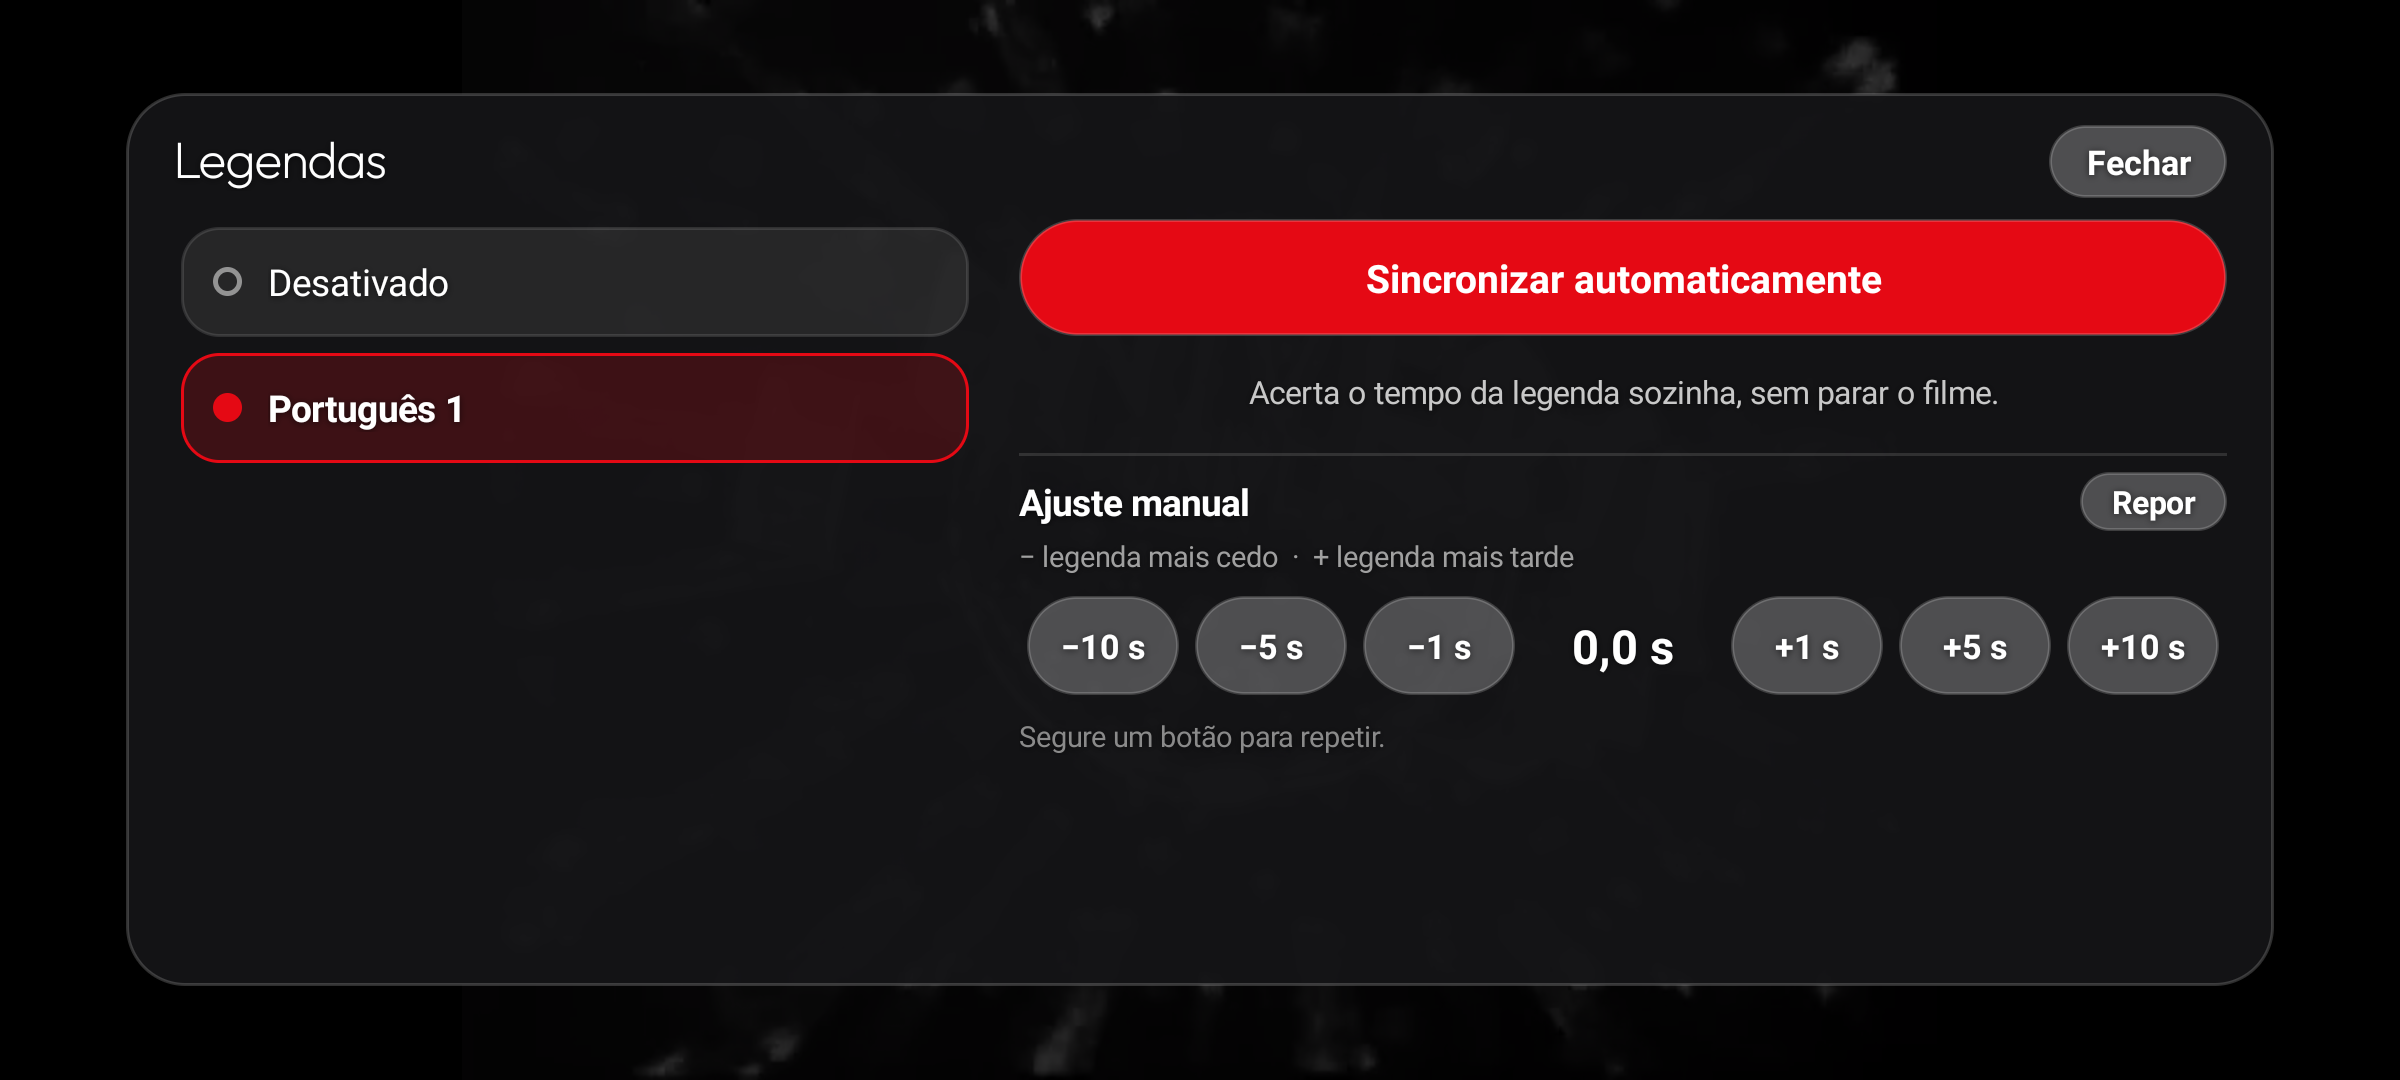 Legendas
Fechar
Desativado
Português 1
Sincronizar automaticamente
Acerta o tempo da legenda sozinha, sem parar o filme.
Ajuste manual
Repor
− legenda mais cedo · + legenda mais tarde
−10 s −5 s −1 s 0,0 s +1 s +5 s +10 s
Segure um botão para repetir.